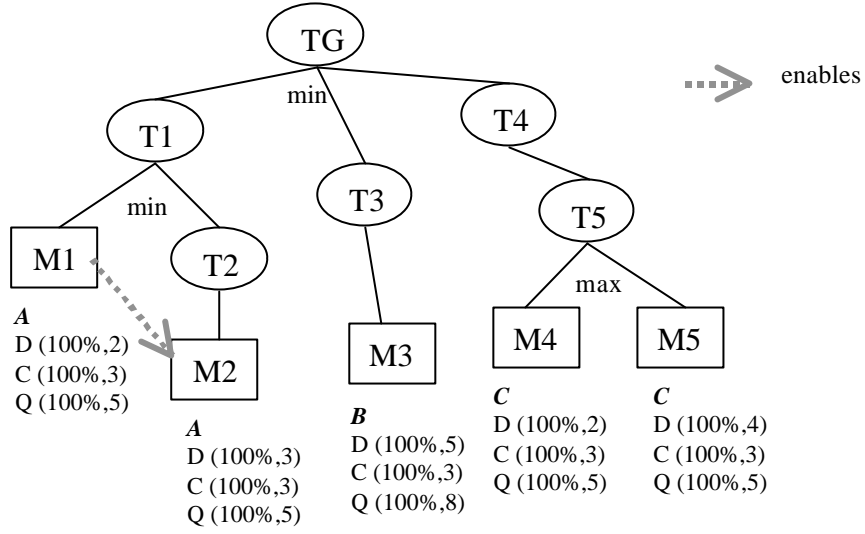 TG
enables
min
T1
T4
T3
min
T5
M1
T2
max
A
D (100%,2)
C (100%,3)
Q (100%,5)
M2
A
D (100%,3)
C (100%,3)
Q (100%,5)
M3
B
D (100%,5)
C (100%,3)
Q (100%,8)
M4
C
D (100%,2)
C (100%,3)
Q (100%,5)
M5
C
D (100%,4)
C (100%,3)
Q (100%,5)